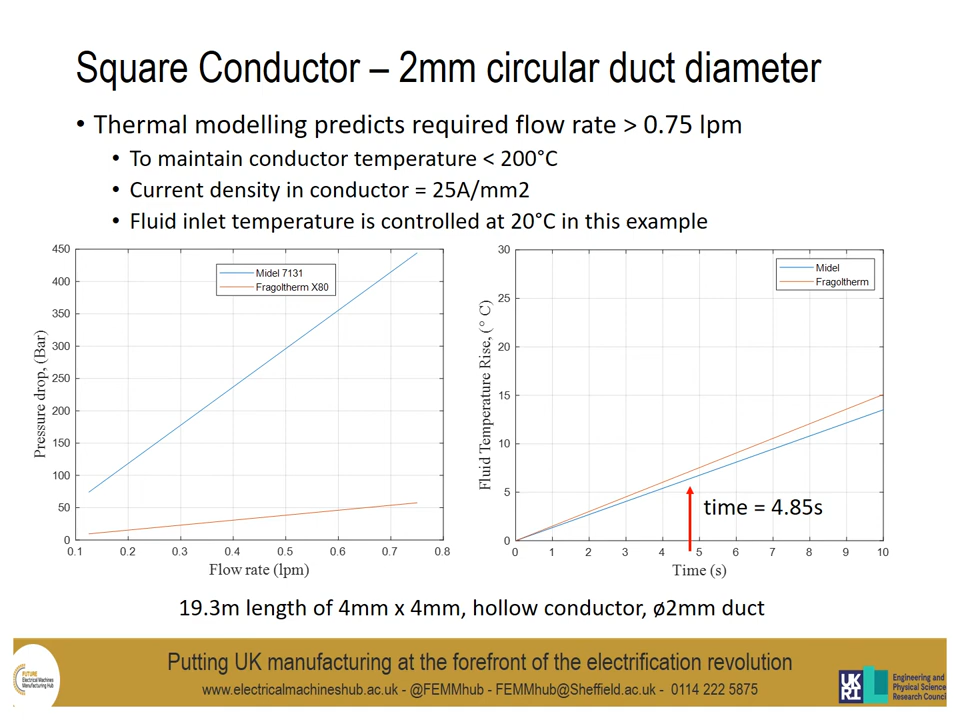 Square Conductor – 2mm circular duct diameter
• Thermal modelling predicts required flow rate > 0.75 lpm
• To maintain conductor temperature < 200°C
• Current density in conductor = 25A/mm2
• Fluid inlet temperature is controlled at 20°C in this example
450
400
350
300
250
200
150
100
50
0
Pressure drop, (Bar)
Midel 7131
Fragoltherm X80
0.1 0.2 0.3 0.4 0.5 0.6 0.7 0.8
Flow rate (lpm)
30
25
20
15
10
5
0
Fluid Temperature Rise, (° C)
Midel
Fragoltherm
time = 4.85s
0 1 2 3 4 5 6 7 8 9 10
Time (s)
19.3m length of 4mm x 4mm, hollow conductor, ø2mm duct
FUTURE
Electrical Machines
Manufacturing Hub
Putting UK manufacturing at the forefront of the electrification revolution
www.electricalmachineshub.ac.uk - @FEMMhub - FEMMhub@Sheffield.ac.uk - 0114 222 5875
UK
RI
Engineering and
Physical Science
Research Counci